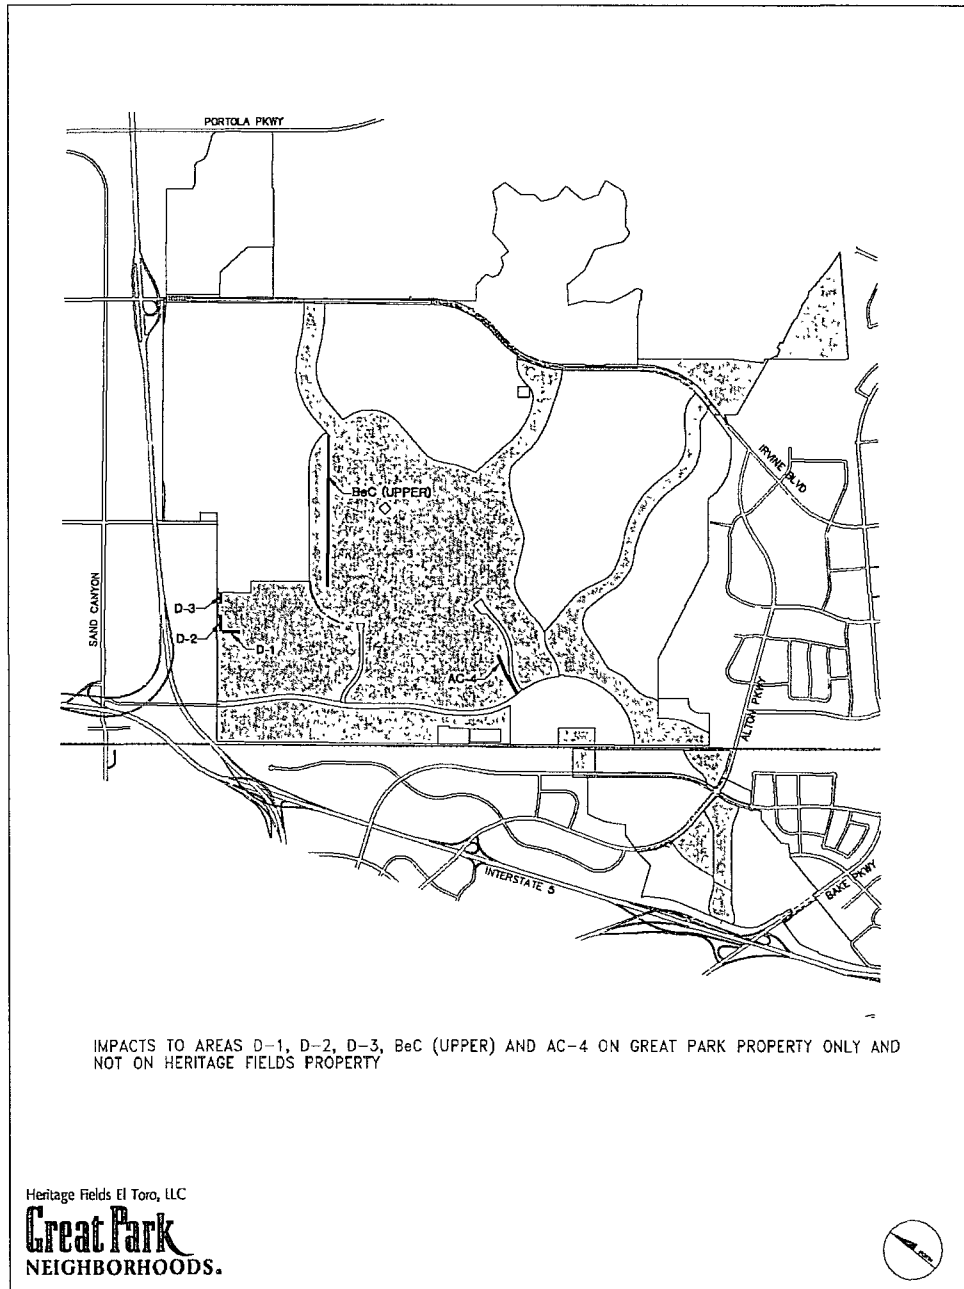 PORTOLA PKWY
IRVINE BLVD
BeC (UPPER)
SAND CANYON
D-3
D-2
D-1
AC-4
ALTON PKWY
INTERSTATE 5
BAKE PKWY
IMPACTS TO AREAS D-1, D-2, D-3, BeC (UPPER) AND AC-4 ON GREAT PARK PROPERTY ONLY AND
NOT ON HERITAGE FIELDS PROPERTY
Heritage Fields El Toro, LLC
Great Park
NEIGHBORHOODS.